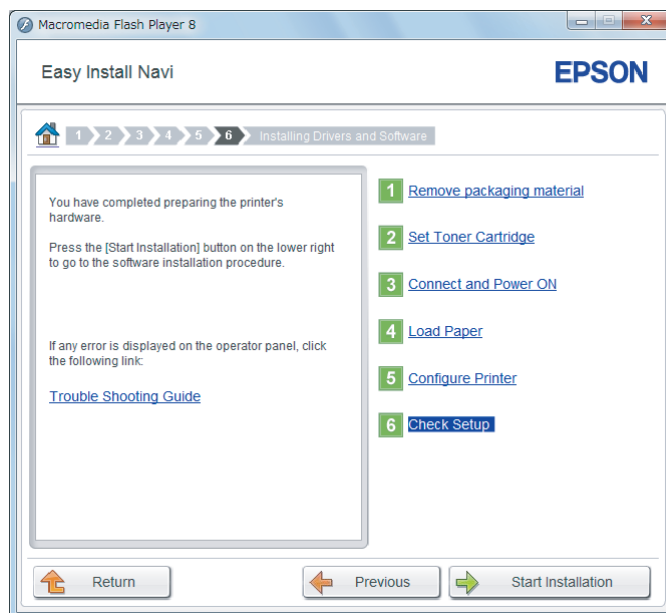 Macromedia Flash Player 8
Easy Install Navi
EPSON
1 2 3 4 5 6 Installing Drivers and Software
You have completed preparing the printer's
hardware.
Press the [Start Installation] button on the lower right
to go to the software installation procedure.
If any error is displayed on the operator panel, click
the following link:
Trouble Shooting Guide
1 Remove packaging material
2 Set Toner Cartridge
3 Connect and Power ON
4 Load Paper
5 Configure Printer
6 Check Setup
Return
Previous
Start Installation